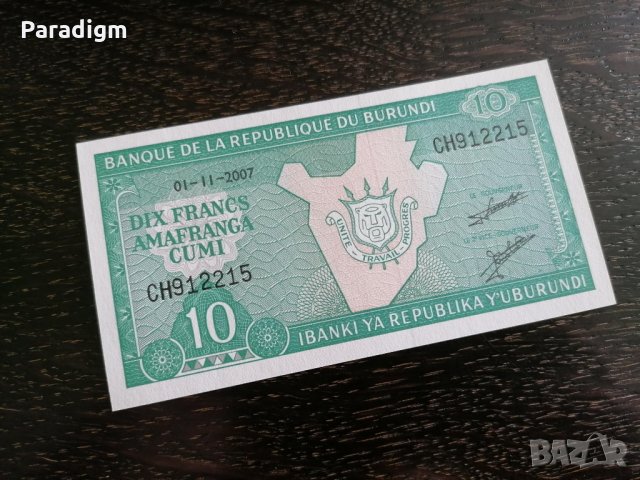 Paradigm
BANQUE DE LA REPUBLIQUE DU BURUNDI
10
CH912215
01-11-2007
DIX FRANCS
AMAFRANGA
CUMI
UNITE - TRAVAIL - PROGRES
CH912215
10
IBANKI YA REPUBLIKA Y'UBURUNDI
BAZAR